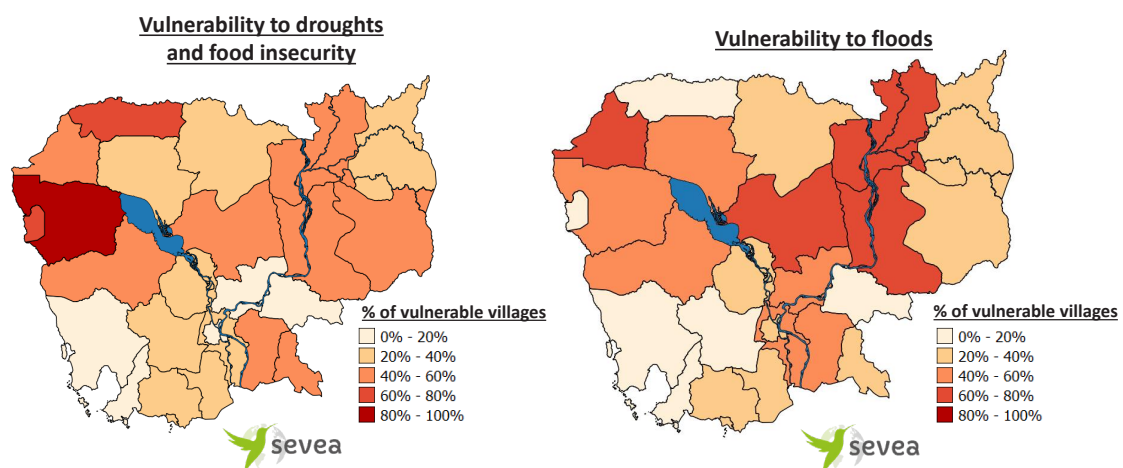 Vulnerability to droughts
and food insecurity
% of vulnerable villages
0% - 20%
20% - 40%
40% - 60%
60% - 80%
80% - 100%
sevea
Vulnerability to floods
% of vulnerable villages
0% - 20%
20% - 40%
40% - 60%
60% - 80%
80% - 100%
sevea